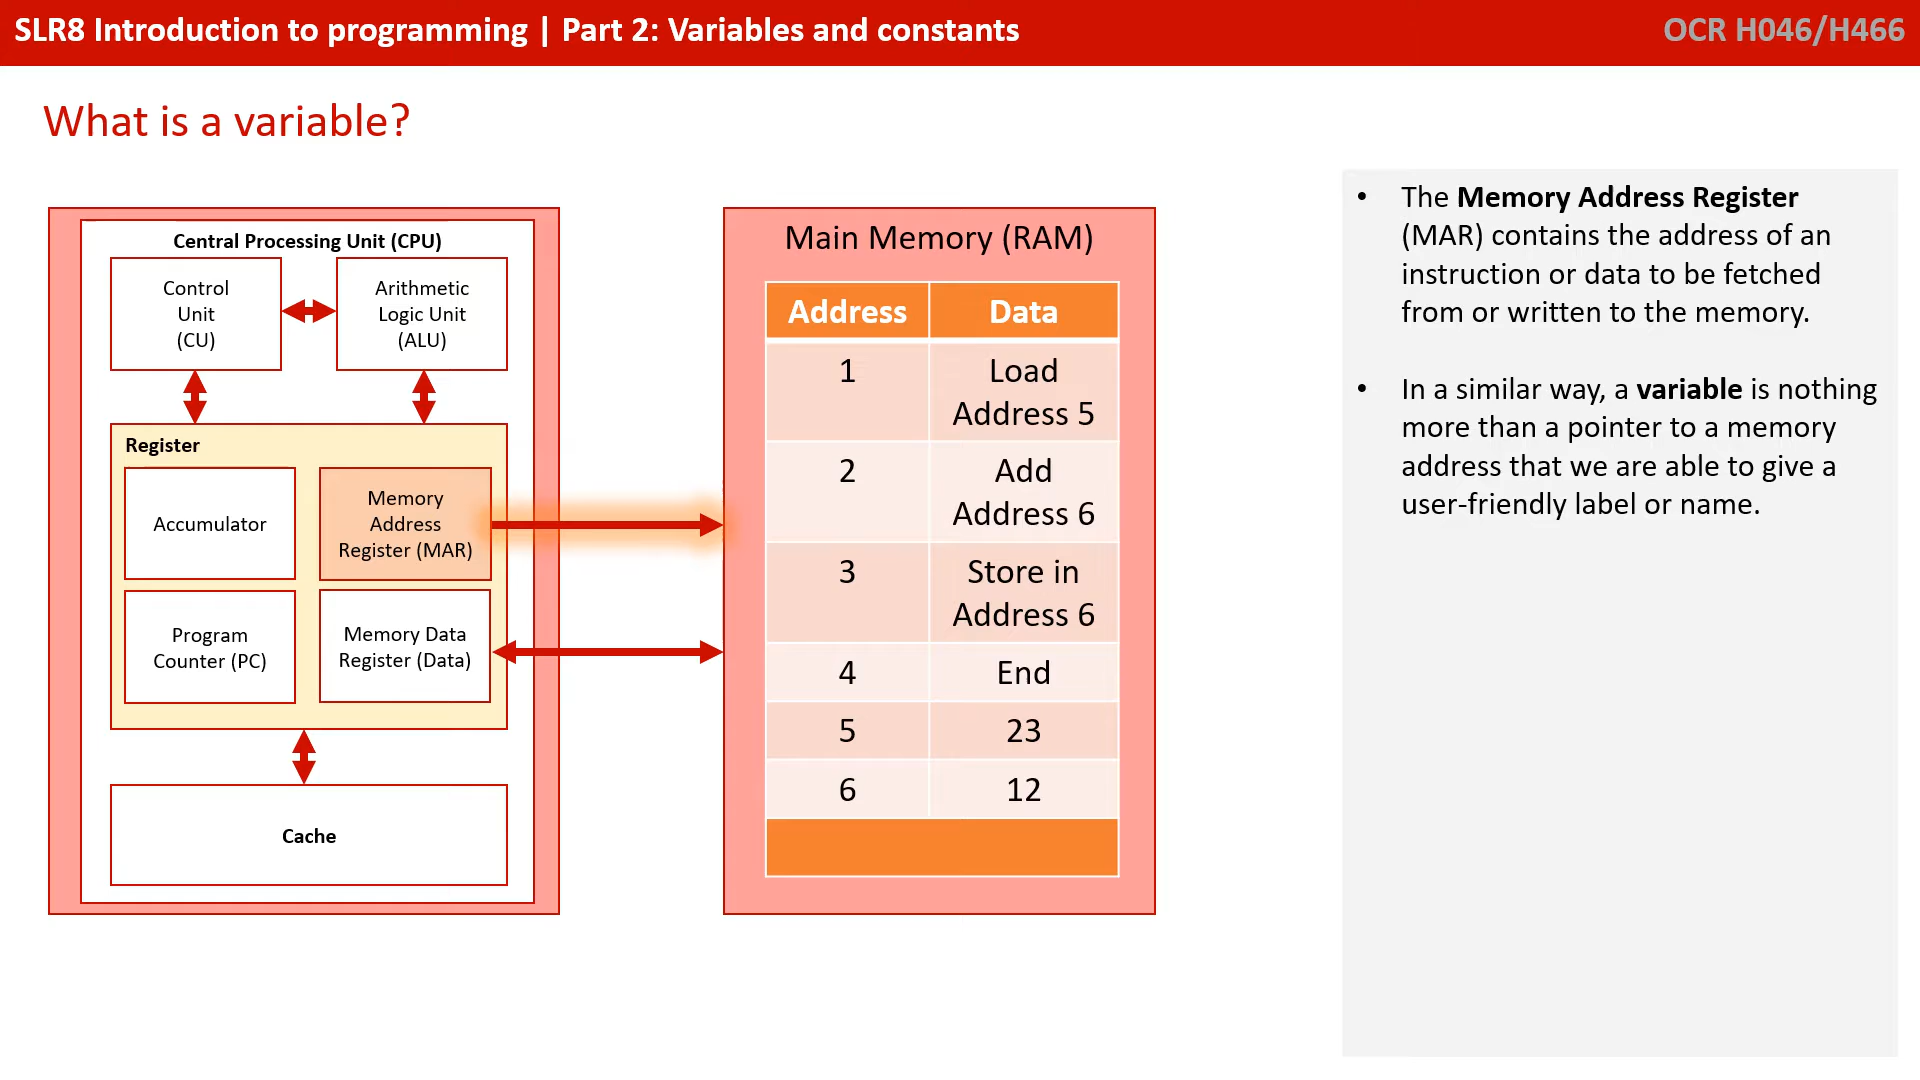 SLR8 Introduction to programming | Part 2: Variables and constants
OCR H046/H466
What is a variable?
Central Processing Unit (CPU)
Control
Unit
(CU)
Arithmetic
Logic Unit
(ALU)
Register
Accumulator
Memory
Address
Register (MAR)
Program
Counter (PC)
Memory Data
Register (Data)
Cache
Main Memory (RAM)
Address Data
1 Load
Address 5
2 Add
Address 6
3 Store in
Address 6
4 End
5 23
6 12
• The Memory Address Register
(MAR) contains the address of an
instruction or data to be fetched
from or written to the memory.
• In a similar way, a variable is nothing
more than a pointer to a memory
address that we are able to give a
user-friendly label or name.